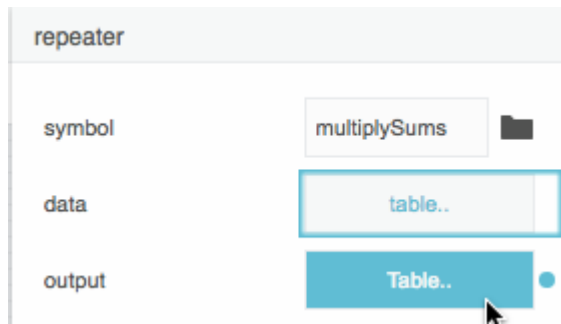 repeater
symbol multiplySums
data table..
output Table..